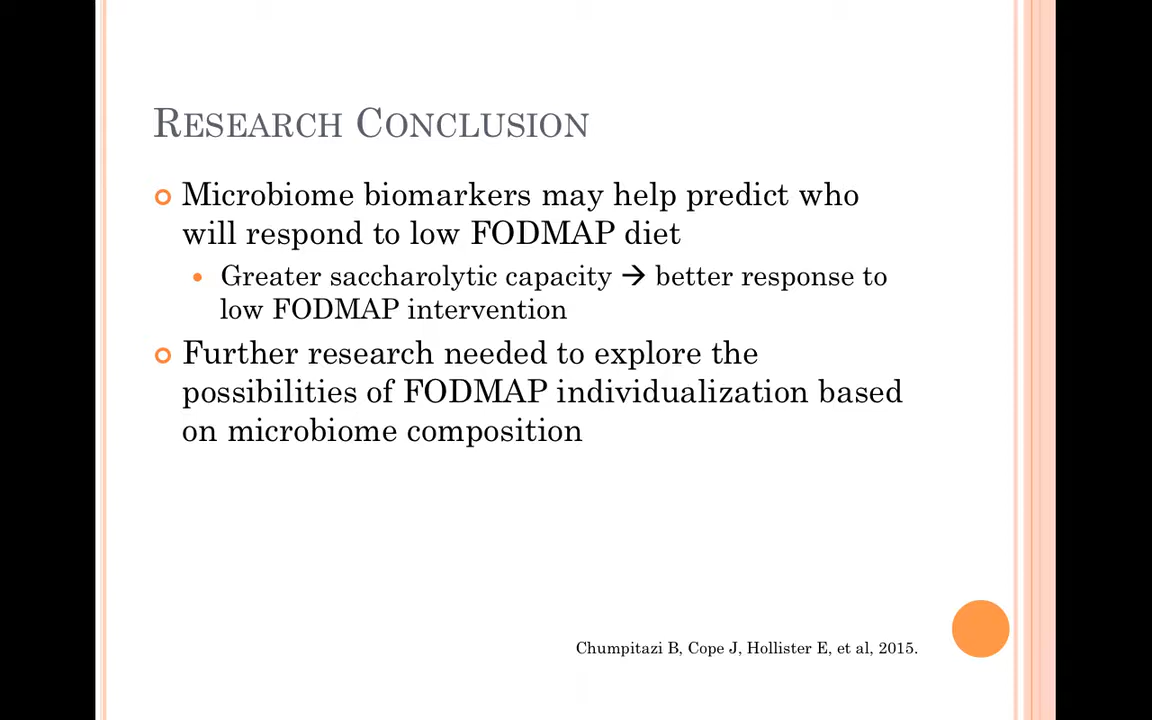 Research Conclusion
Microbiome biomarkers may help predict who
will respond to low FODMAP diet
Greater saccharolytic capacity → better response to
low FODMAP intervention
Further research needed to explore the
possibilities of FODMAP individualization based
on microbiome composition
Chumpitazi B, Cope J, Hollister E, et al, 2015.